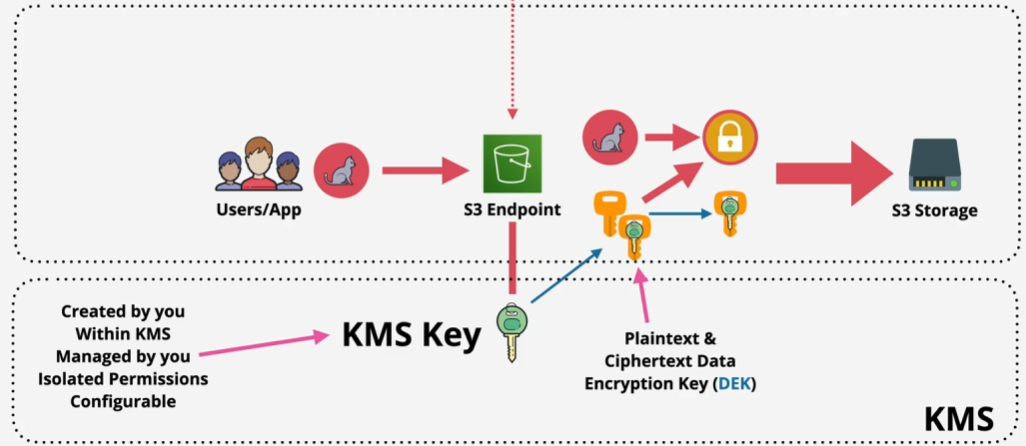 Users/App
S3 Endpoint
S3 Storage
Created by you
Within KMS
Managed by you
Isolated Permissions
Configurable
KMS Key
Plaintext &
Ciphertext Data
Encryption Key (DEK)
KMS